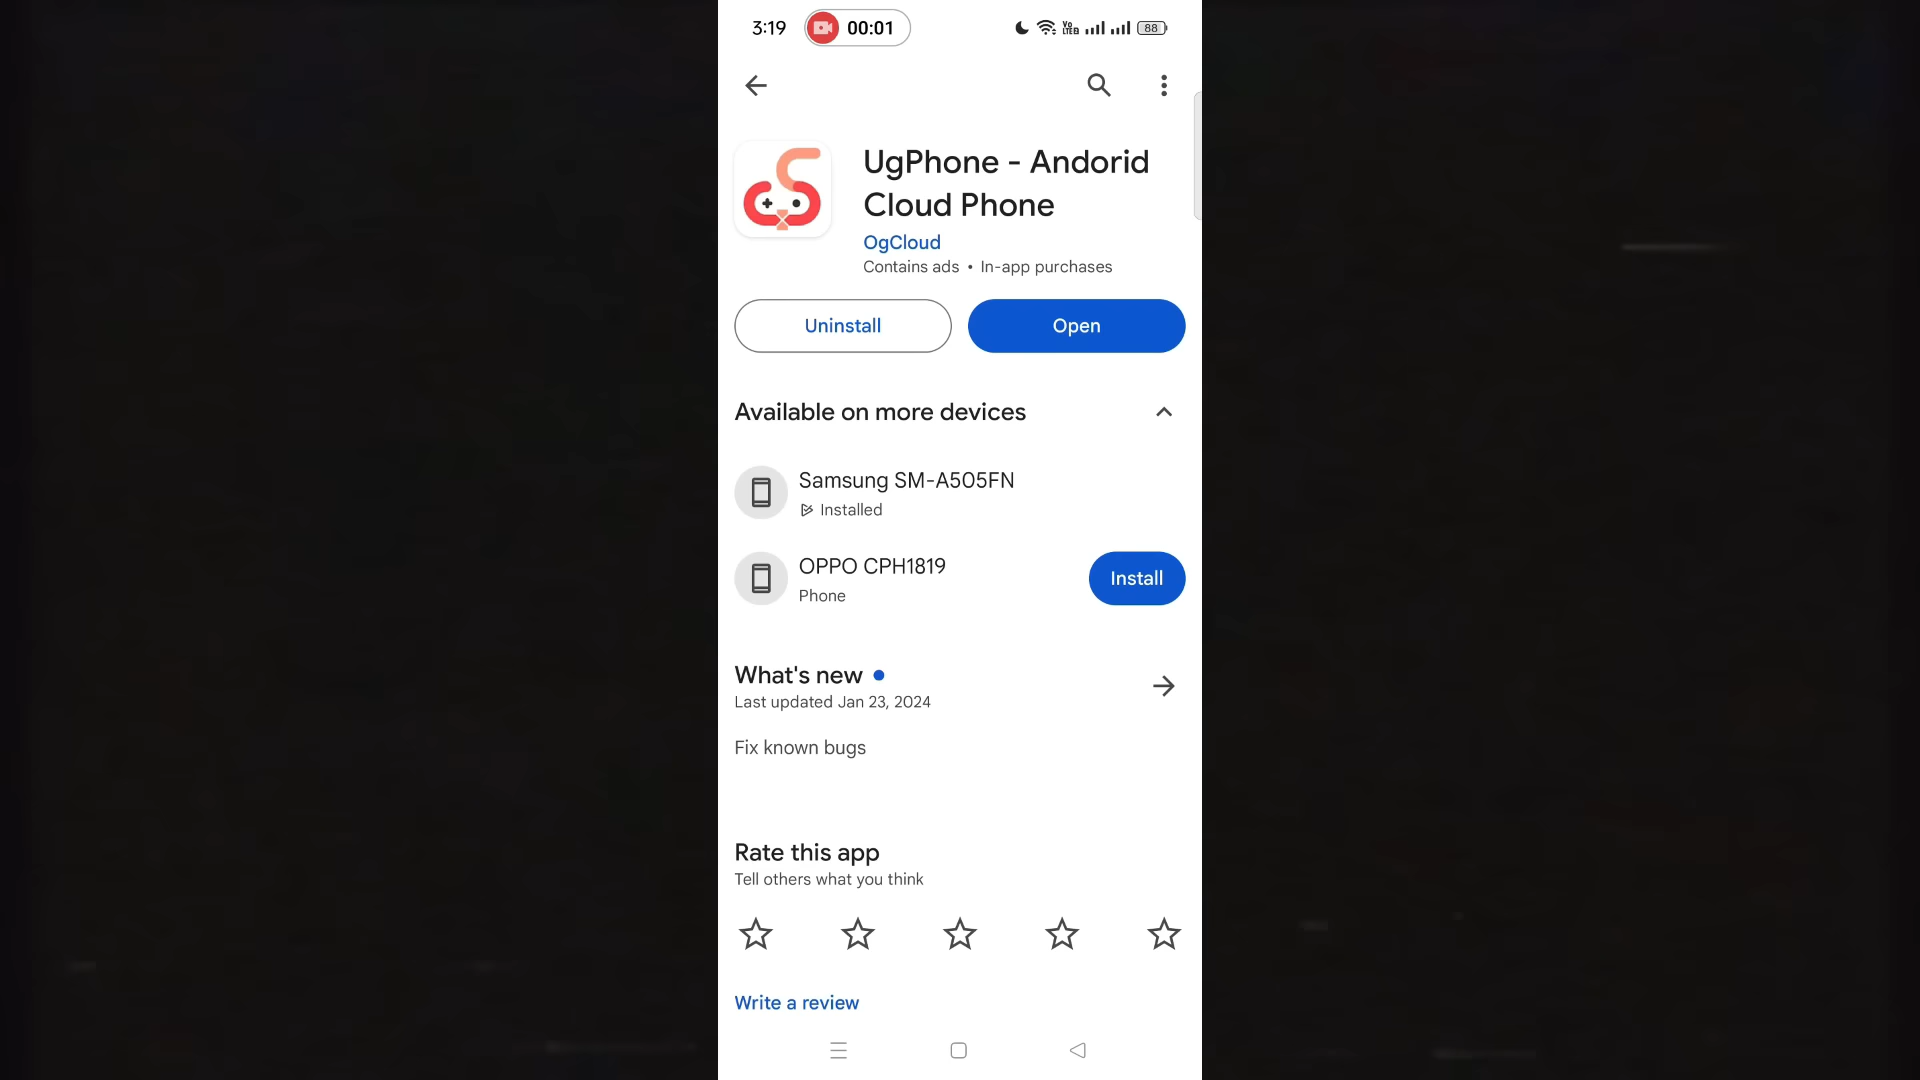 3:19 00:01 Vo LTE 88
UgPhone - Andorid
Cloud Phone
OgCloud
Contains ads • In-app purchases
Uninstall Open
Available on more devices
Samsung SM-A505FN
Installed
OPPO CPH1819
Phone
Install
What's new
Last updated Jan 23, 2024
Fix known bugs
Rate this app
Tell others what you think
Write a review